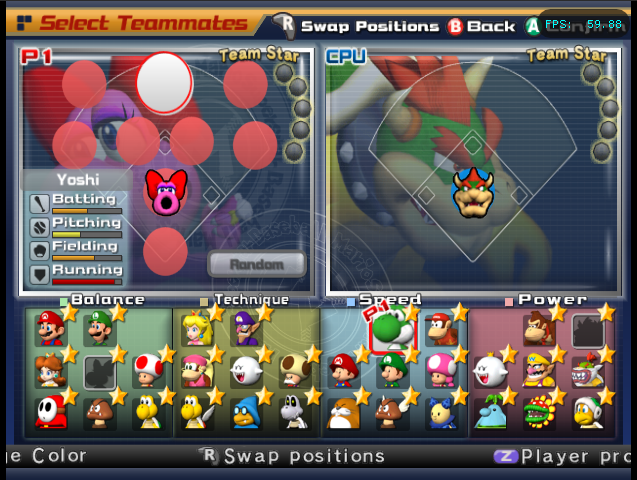 Select Teammates R Swap Positions B Back A Confirm
FPS: 59.88
P1 Team Star CPU Team Star
Yoshi
Batting
Pitching
Fielding
Running
Random
Balance Technique Speed Power
P1
e Color R Swap positions Z Player pro